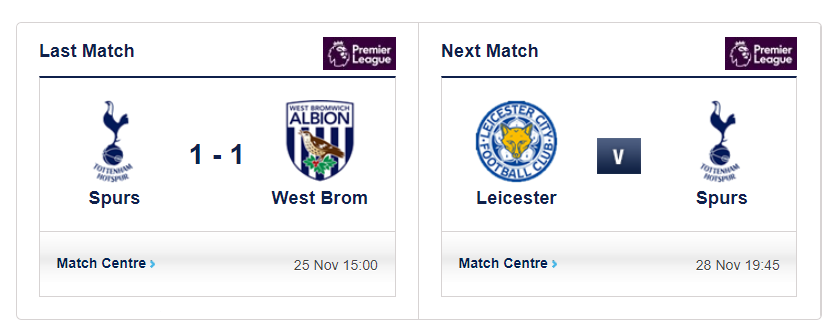 Last Match
Premier
League
TOTTENHAM
HOTSPUR
1 - 1
WEST BROMWICH
ALBION
Spurs
West Brom
Match Centre ›
25 Nov 15:00
Next Match
Premier
League
LEICESTER CITY
FOOTBALL CLUB
V
TOTTENHAM
HOTSPUR
Leicester
Spurs
Match Centre ›
28 Nov 19:45